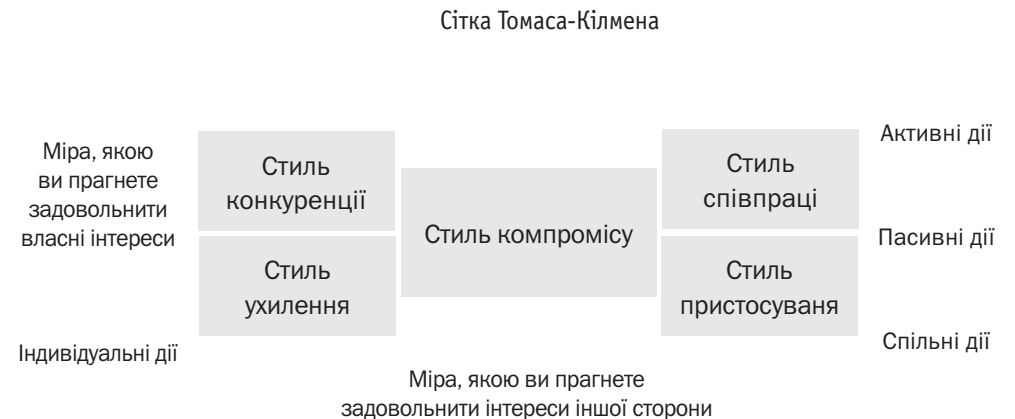 Сітка Томаса-Кілмена
Міра, якою
ви прагнете
задовольнити
власні інтереси
Стиль
конкуренції
Стиль
ухилення
Стиль компромісу
Стиль
співпраці
Стиль
пристосуваня
Активні дії
Пасивні дії
Індивідуальні дії
Спільні дії
Міра, якою ви прагнете
задовольнити інтереси іншої сторони